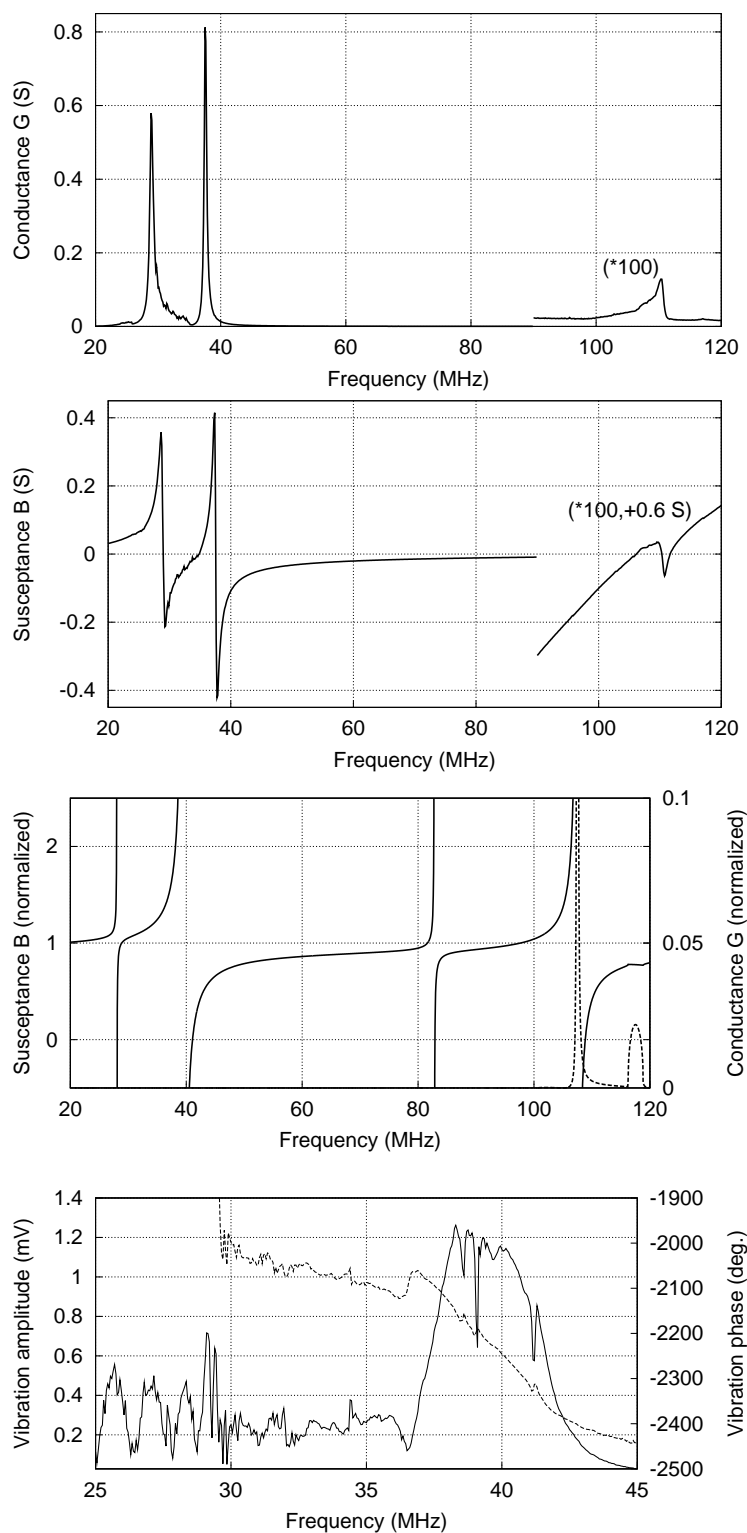 Conductance G (S)
0.8
0.6
0.4
0.2
0
(*100)
20 40 60 80 100 120
Frequency (MHz)
Susceptance B (S)
0.4
0.2
0
-0.2
-0.4
(*100,+0.6 S)
20 40 60 80 100 120
Frequency (MHz)
Susceptance B (normalized)
2
1
0
0.1
0.05
0
Conductance G (normalized)
20 40 60 80 100 120
Frequency (MHz)
Vibration amplitude (mV)
1.4
1.2
1
0.8
0.6
0.4
0.2
-1900
-2000
-2100
-2200
-2300
-2400
-2500
Vibration phase (deg.)
25 30 35 40 45
Frequency (MHz)